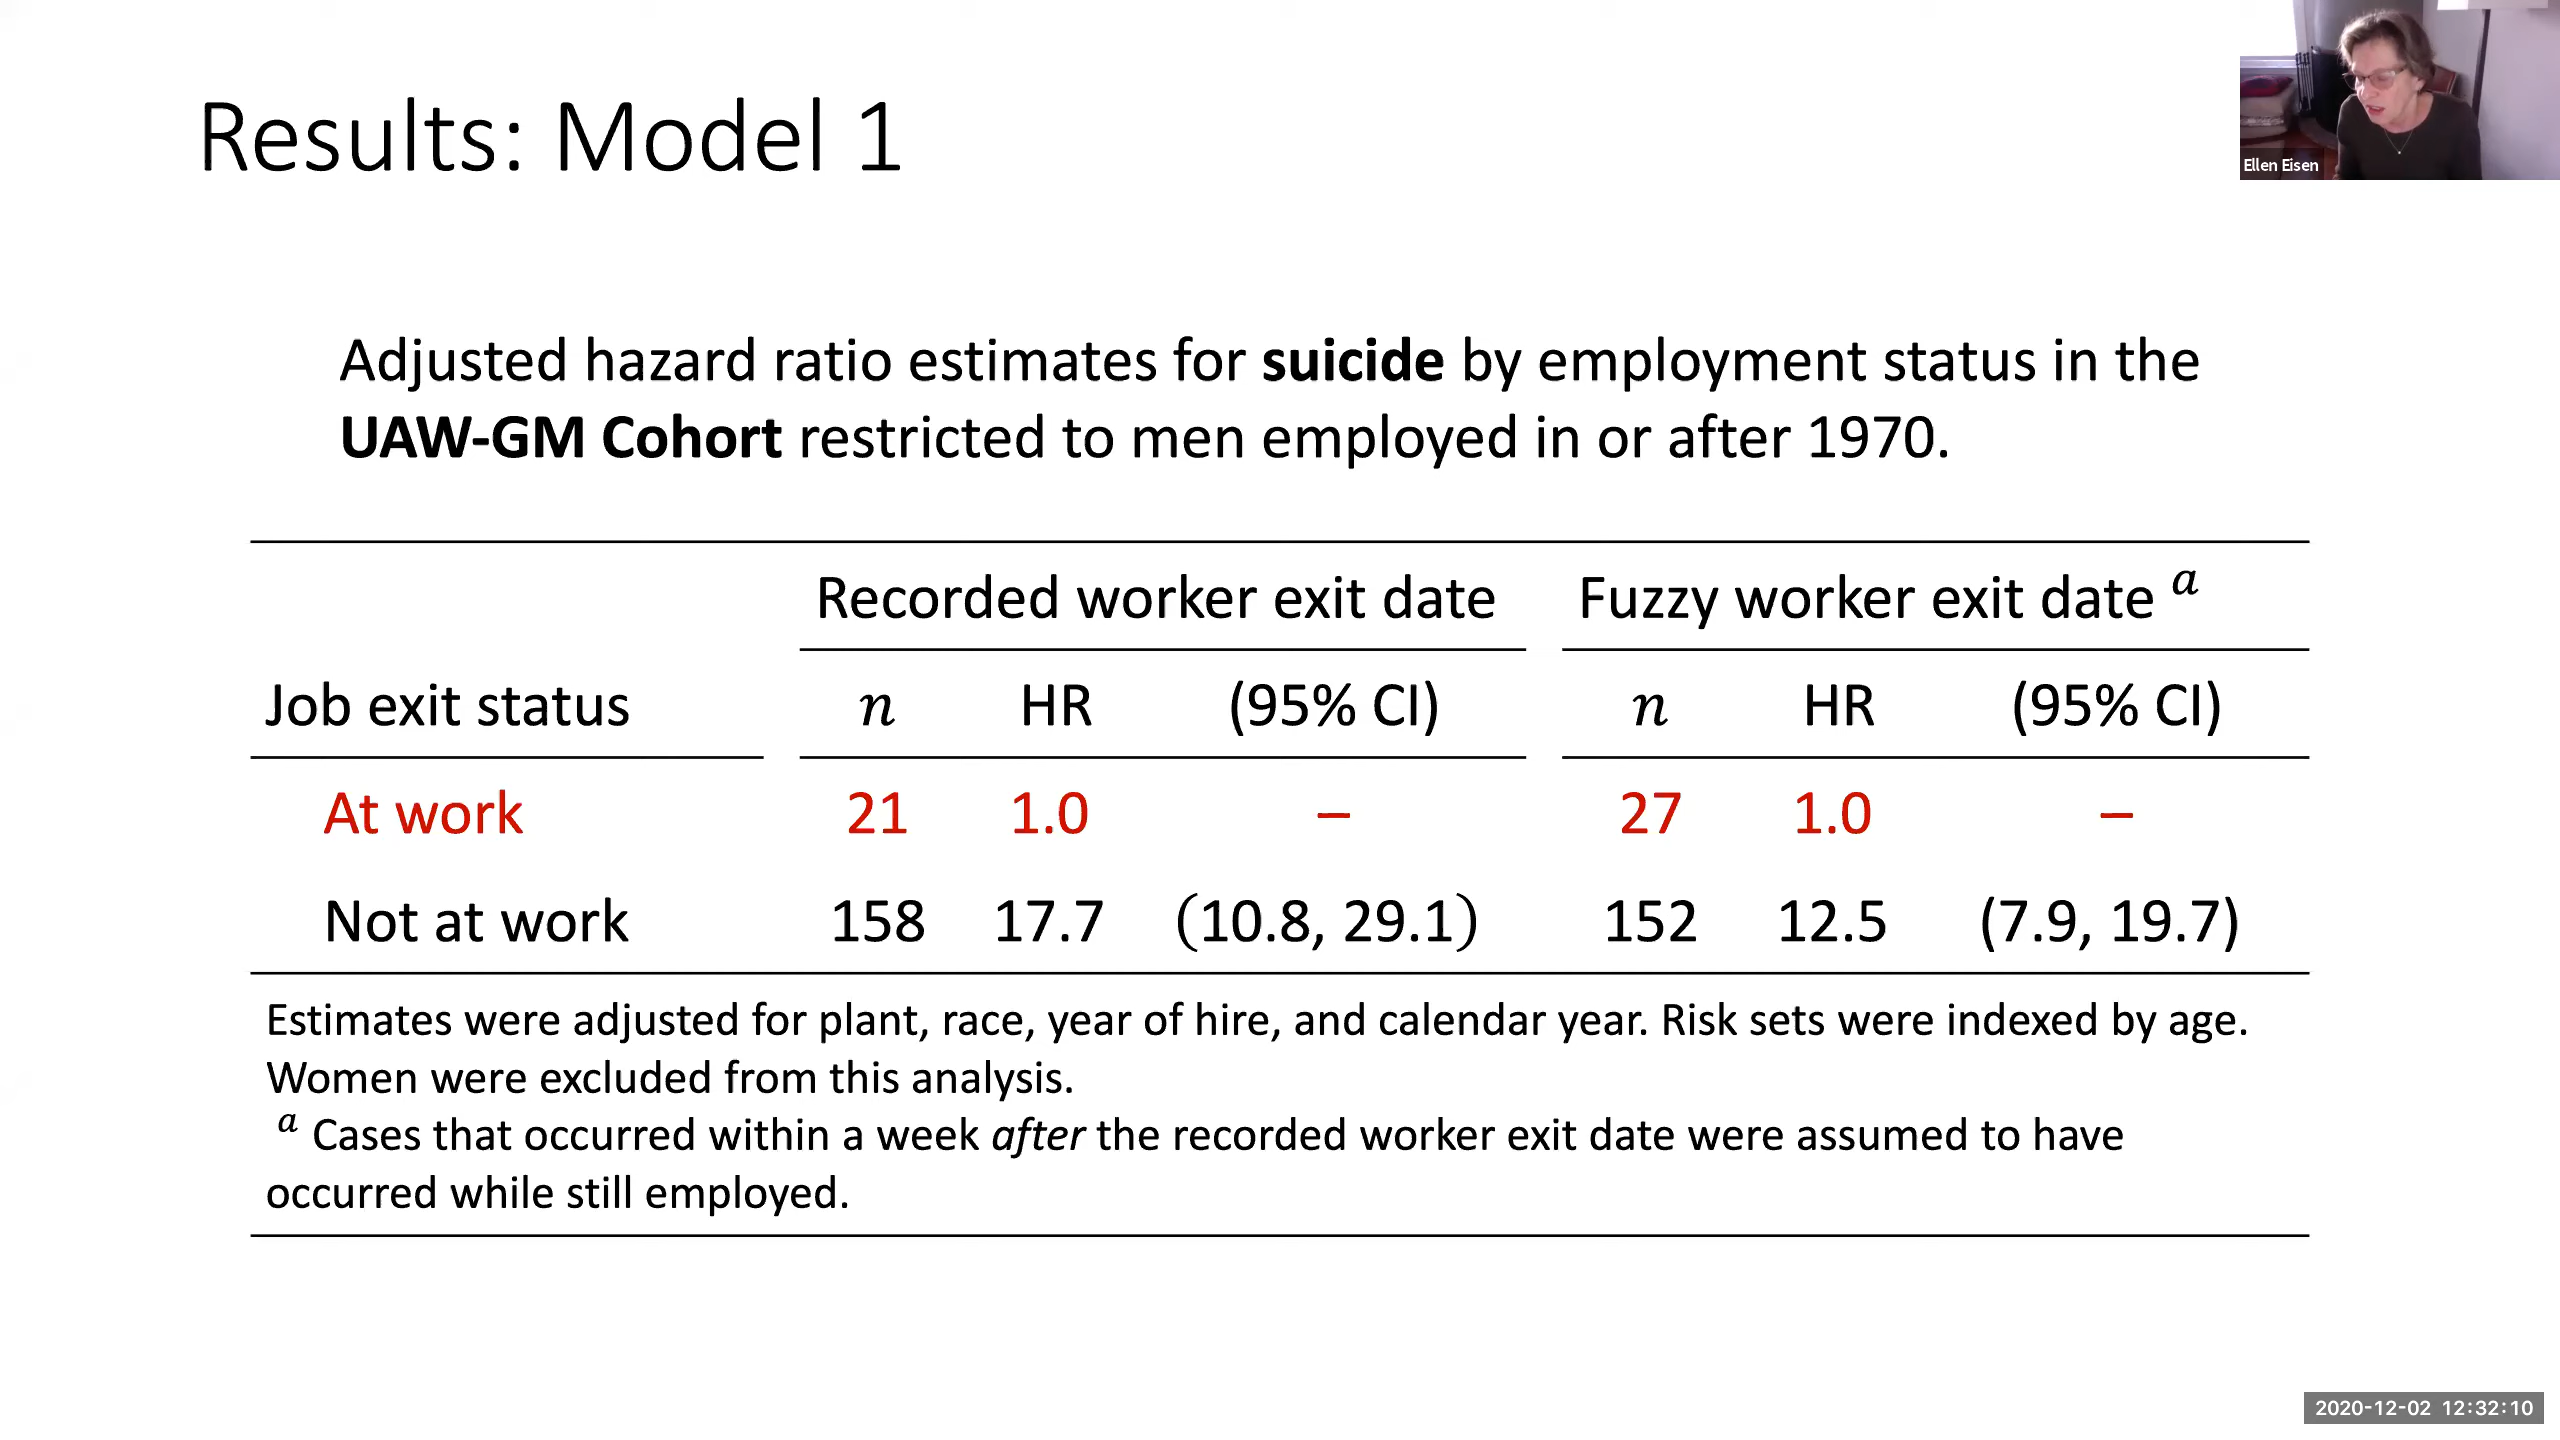 Results: Model 1
Ellen Eisen
Adjusted hazard ratio estimates for suicide by employment status in the
UAW-GM Cohort restricted to men employed in or after 1970.
Recorded worker exit date Fuzzy worker exit date a
Job exit status n HR (95% CI) n HR (95% CI)
At work 21 1.0 – 27 1.0 –
Not at work 158 17.7 (10.8, 29.1) 152 12.5 (7.9, 19.7)
Estimates were adjusted for plant, race, year of hire, and calendar year. Risk sets were indexed by age.
Women were excluded from this analysis.
a Cases that occurred within a week after the recorded worker exit date were assumed to have
occurred while still employed.
2020-12-02 12:32:10